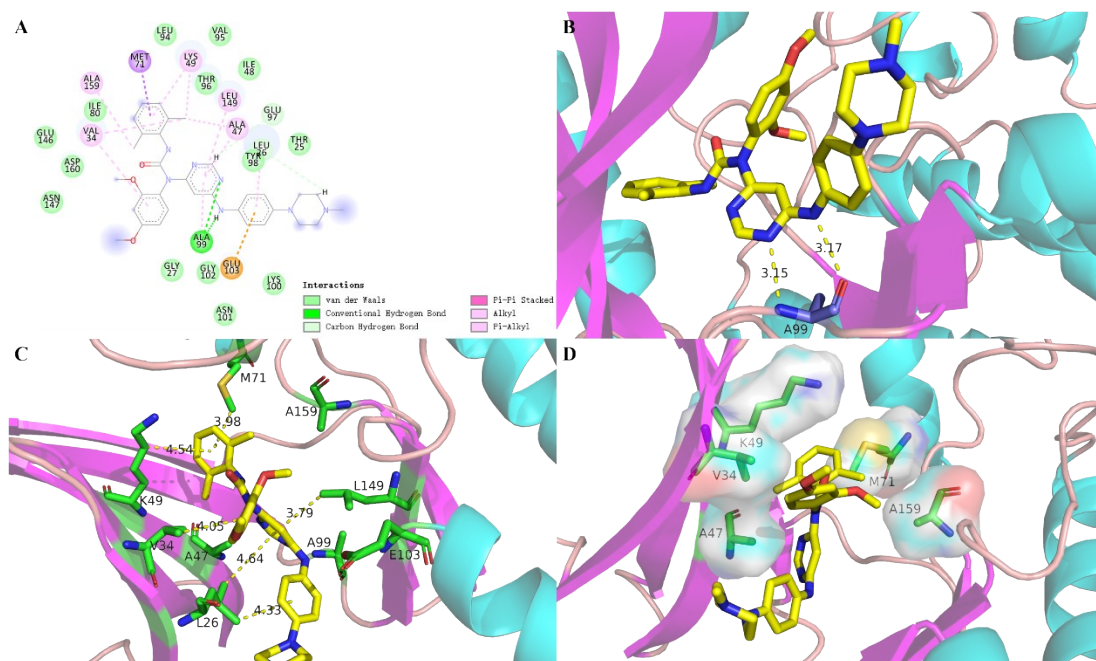 A
LEU
94
VAL
95
MET
71
LYS
49
ILE
48
ALA
159
THR
96
ILE
80
LEU
149
GLU
97
VAL
34
ALA
47
GLU
146
THR
25
LEU
26
TYR
98
ASP
160
ASN
147
ALA
99
GLY
27
GLY
102
GLU
103
LYS
100
ASN
101
O
N
N
H
N
H
N
N
O
O
H
Interactions
van der Waals
Conventional Hydrogen Bond
Carbon Hydrogen Bond
Pi-Pi Stacked
Alkyl
Pi-Alkyl
B
3.17
3.15
A99
C
M71
A159
3.98
4.54
K49
L149
3.79
V34
4.05
A47
A99
E103
4.64
L26
4.33
D
K49
V34
M71
A47
A159